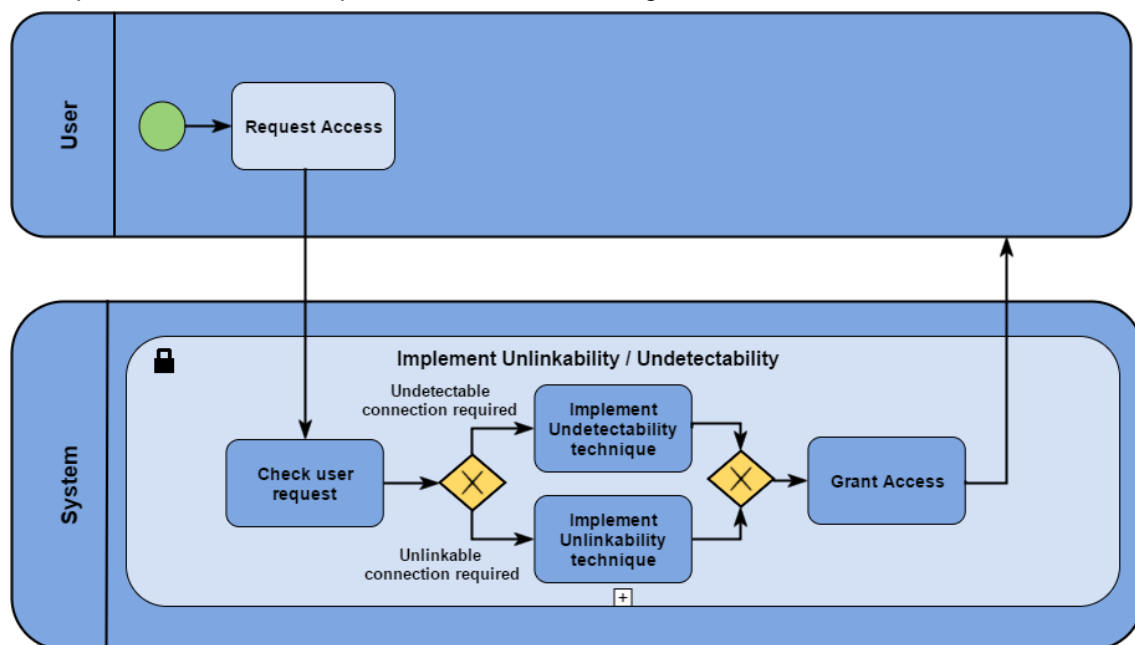 User
Request Access
System
Implement Unlinkability / Undetectability
Undetectable
connection required
Implement
Undetectability
technique
Check user
request
Grant Access
Unlinkable
connection required
Implement
Unlinkability
technique